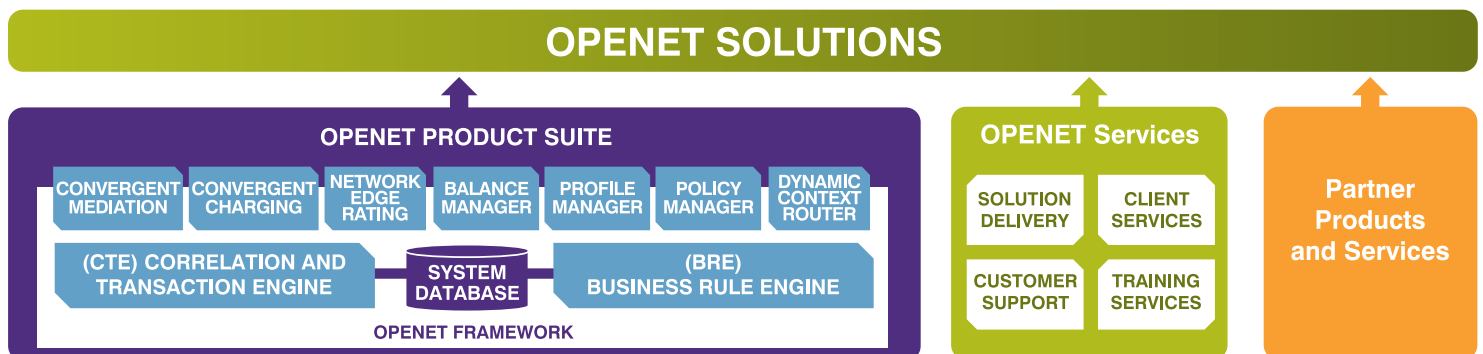 OPENET SOLUTIONS
OPENET PRODUCT SUITE
CONVERGENT
MEDIATION
CONVERGENT
CHARGING
NETWORK
EDGE
RATING
BALANCE
MANAGER
PROFILE
MANAGER
POLICY
MANAGER
DYNAMIC
CONTEXT
ROUTER
(CTE) CORRELATION AND
TRANSACTION ENGINE
SYSTEM
DATABASE
(BRE)
BUSINESS RULE ENGINE
OPENET FRAMEWORK
OPENET Services
SOLUTION
DELIVERY
CLIENT
SERVICES
CUSTOMER
SUPPORT
TRAINING
SERVICES
Partner
Products
and Services